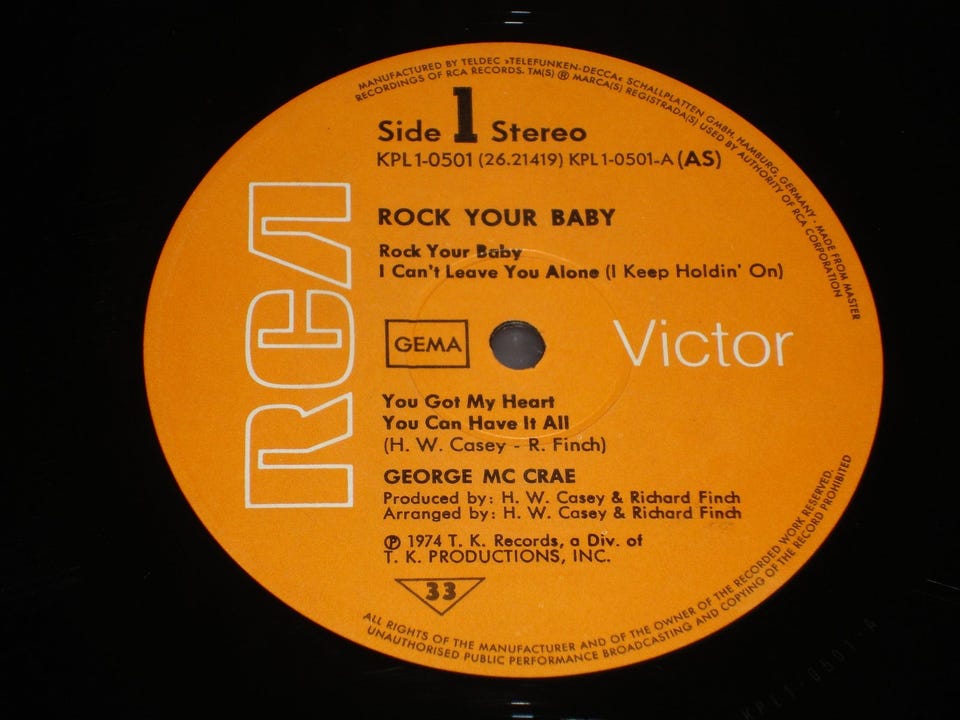 MANUFACTURED BY TELDEC »TELEFUNKEN-DECCA« SCHALLPLATTEN GMBH, HAMBURG, GERMANY · MADE FROM MASTER
RECORDINGS OF RCA RECORDS. TM(S) ® MARCA(S) REGISTRADA(S) USED BY AUTHORITY OF RCA CORPORATION
Side 1 Stereo
KPL1-0501 (26.21419) KPL1-0501-A (AS)
RCA
ROCK YOUR BABY
Rock Your Baby
I Can't Leave You Alone (I Keep Holdin' On)
GEMA
Victor
You Got My Heart
You Can Have It All
(H. W. Casey - R. Finch)
GEORGE MC CRAE
Produced by: H. W. Casey & Richard Finch
Arranged by: H. W. Casey & Richard Finch
℗ 1974 T. K. Records, a Div. of
T. K. PRODUCTIONS, INC.
33
ALL RIGHTS OF THE MANUFACTURER AND OF THE OWNER OF THE RECORDED WORK RESERVED.
UNAUTHORISED PUBLIC PERFORMANCE BROADCASTING AND COPYING OF THE RECORD PROHIBITED
KPL1-0501-A